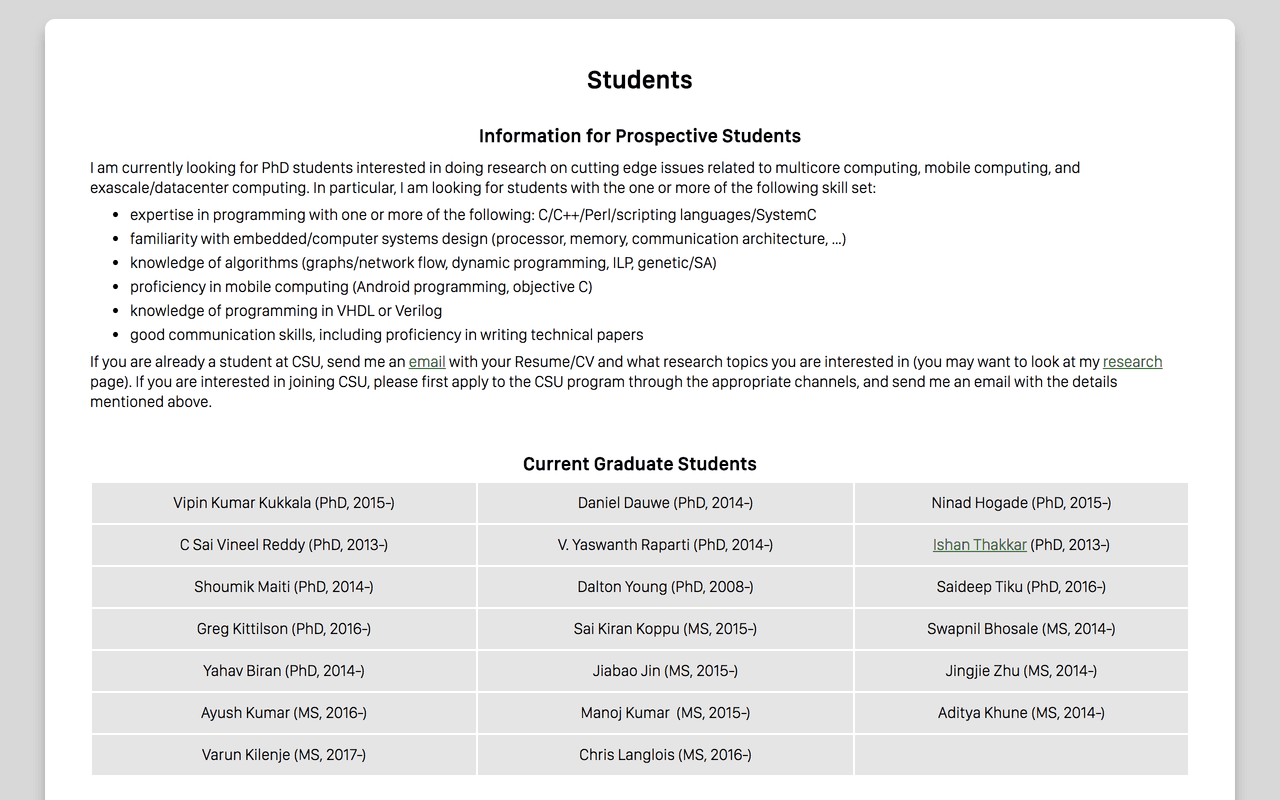 Students
Information for Prospective Students
I am currently looking for PhD students interested in doing research on cutting edge issues related to multicore computing, mobile computing, and
exascale/datacenter computing. In particular, I am looking for students with the one or more of the following skill set:
• expertise in programming with one or more of the following: C/C++/Perl/scripting languages/SystemC
• familiarity with embedded/computer systems design (processor, memory, communication architecture, ...)
• knowledge of algorithms (graphs/network flow, dynamic programming, ILP, genetic/SA)
• proficiency in mobile computing (Android programming, objective C)
• knowledge of programming in VHDL or Verilog
• good communication skills, including proficiency in writing technical papers
If you are already a student at CSU, send me an email with your Resume/CV and what research topics you are interested in (you may want to look at my research
page). If you are interested in joining CSU, please first apply to the CSU program through the appropriate channels, and send me an email with the details
mentioned above.
Current Graduate Students
Vipin Kumar Kukkala (PhD, 2015-) Daniel Dauwe (PhD, 2014-) Ninad Hogade (PhD, 2015-)
C Sai Vineel Reddy (PhD, 2013-) V. Yaswanth Raparti (PhD, 2014-) Ishan Thakkar (PhD, 2013-)
Shoumik Maiti (PhD, 2014-) Dalton Young (PhD, 2008-) Saideep Tiku (PhD, 2016-)
Greg Kittilson (PhD, 2016-) Sai Kiran Koppu (MS, 2015-) Swapnil Bhosale (MS, 2014-)
Yahav Biran (PhD, 2014-) Jiabao Jin (MS, 2015-) Jingjie Zhu (MS, 2014-)
Ayush Kumar (MS, 2016-) Manoj Kumar (MS, 2015-) Aditya Khune (MS, 2014-)
Varun Kilenje (MS, 2017-) Chris Langlois (MS, 2016-)